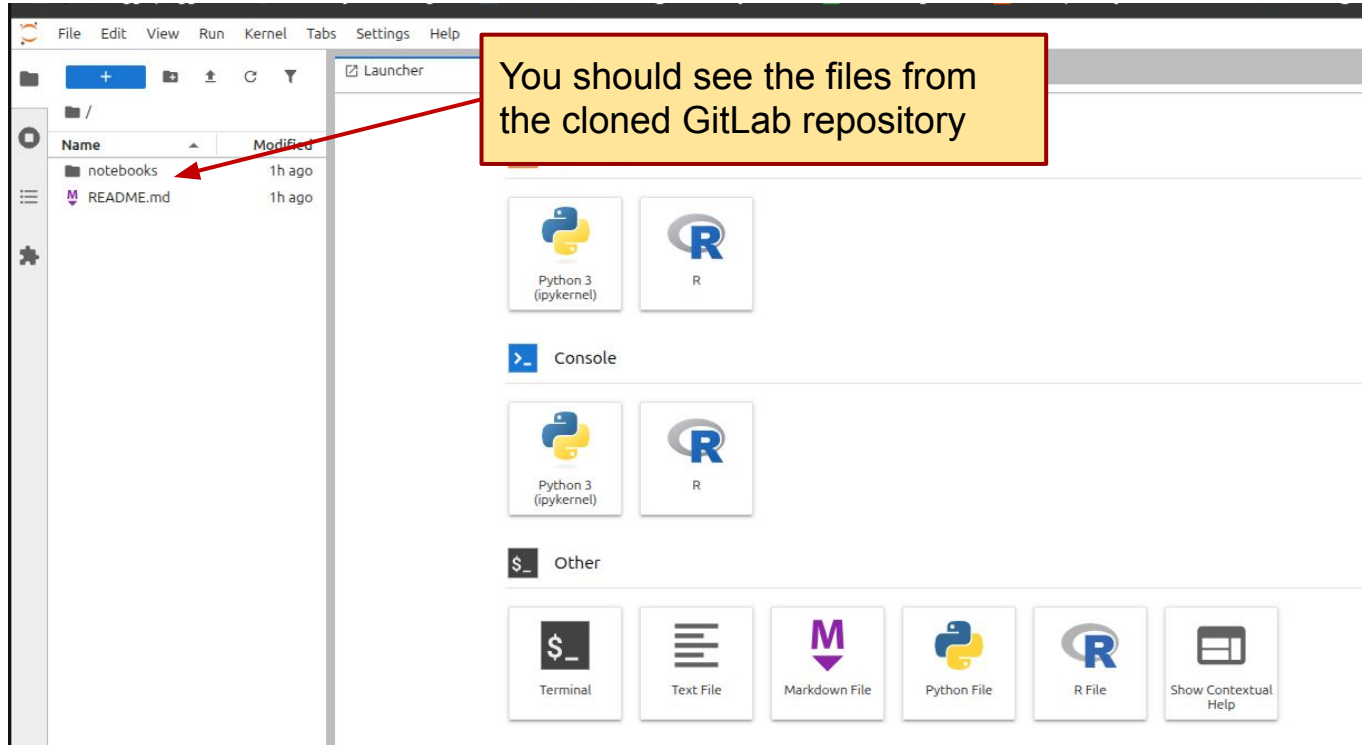 File Edit View Run Kernel Tabs Settings Help
You should see the files from
the cloned GitLab repository
+
Launcher
/
Name Modified
notebooks 1h ago
M README.md 1h ago
Python 3
(ipykernel)
R
R
>_ Console
Python 3
(ipykernel)
R
R
$_ Other
$_
Terminal
Text File
M
Markdown File
Python File
R
R File
Show Contextual
Help